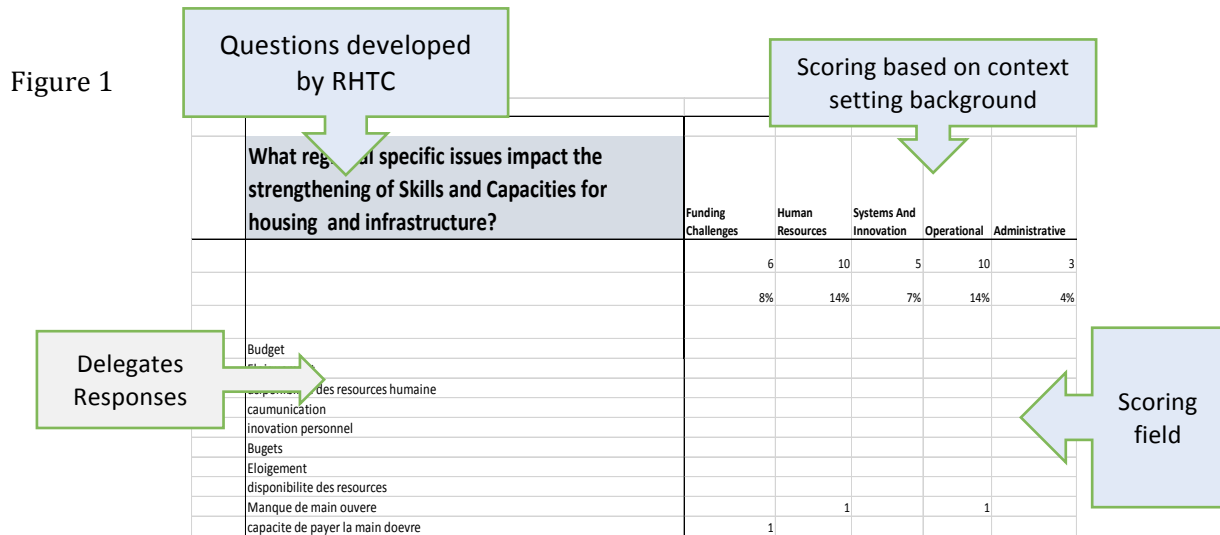 Figure 1
Questions developed
by RHTC
Scoring based on context
setting background
What reg al specific issues impact the
strengthening of Skills and Capacities for
housing and infrastructure?
Funding
Challenges
Human
Resources
Systems And
Innovation
Operational
Administrative
6 10 5 10 3
8% 14% 7% 14% 4%
Delegates
Responses
Scoring
field
Budget
des resources humaine
caumunication
inovation personnel
Bugets
Eloigement
disponibilite des resources
Manque de main ouvere 1 1
capacite de payer la main doevre 1